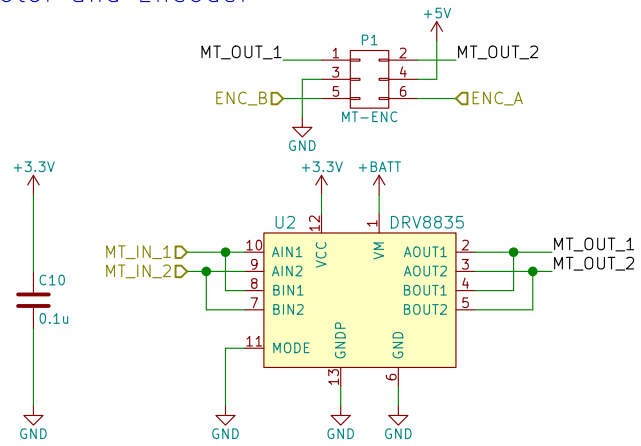 +5V
P1
MT_OUT_1 1 2 MT_OUT_2
3 4
ENC_B 5 6 ENC_A
MT-ENC
GND
+3.3V +3.3V +BATT
U2 12 1 DRV8835
VCC VM
MT_IN_1 10 AIN1 AOUT1 2 MT_OUT_1
MT_IN_2 9 AIN2 AOUT2 3 MT_OUT_2
C10 8 BIN1 BOUT1 4
7 BIN2 BOUT2 5
0.1u
11 MODE GNDP GND
13 6
GND GND GND GND